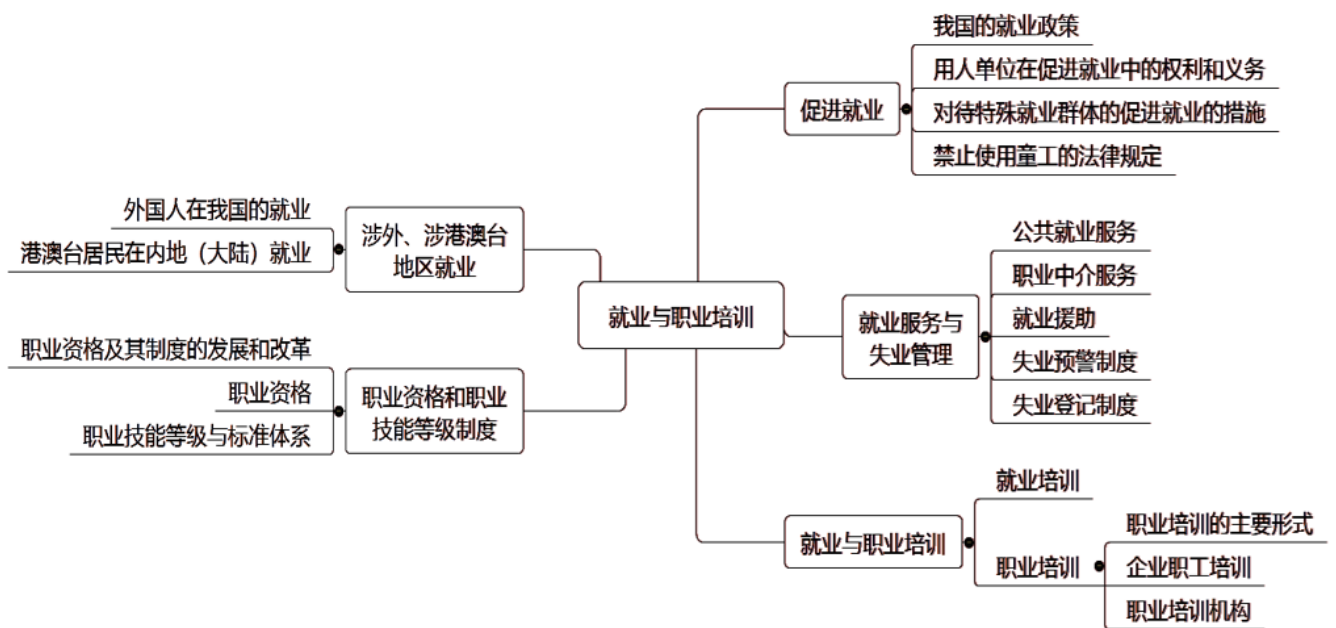 就业与职业培训
促进就业
我国的就业政策
用人单位在促进就业中的权利和义务
对待特殊就业群体的促进就业的措施
禁止使用童工的法律规定
就业服务与
失业管理
公共就业服务
职业中介服务
就业援助
失业预警制度
失业登记制度
就业与职业培训
就业培训
职业培训
职业培训的主要形式
企业职工培训
职业培训机构
涉外、涉港澳台
地区就业
外国人在我国的就业
港澳台居民在内地（大陆）就业
职业资格和职业
技能等级制度
职业资格及其制度的发展和改革
职业资格
职业技能等级与标准体系